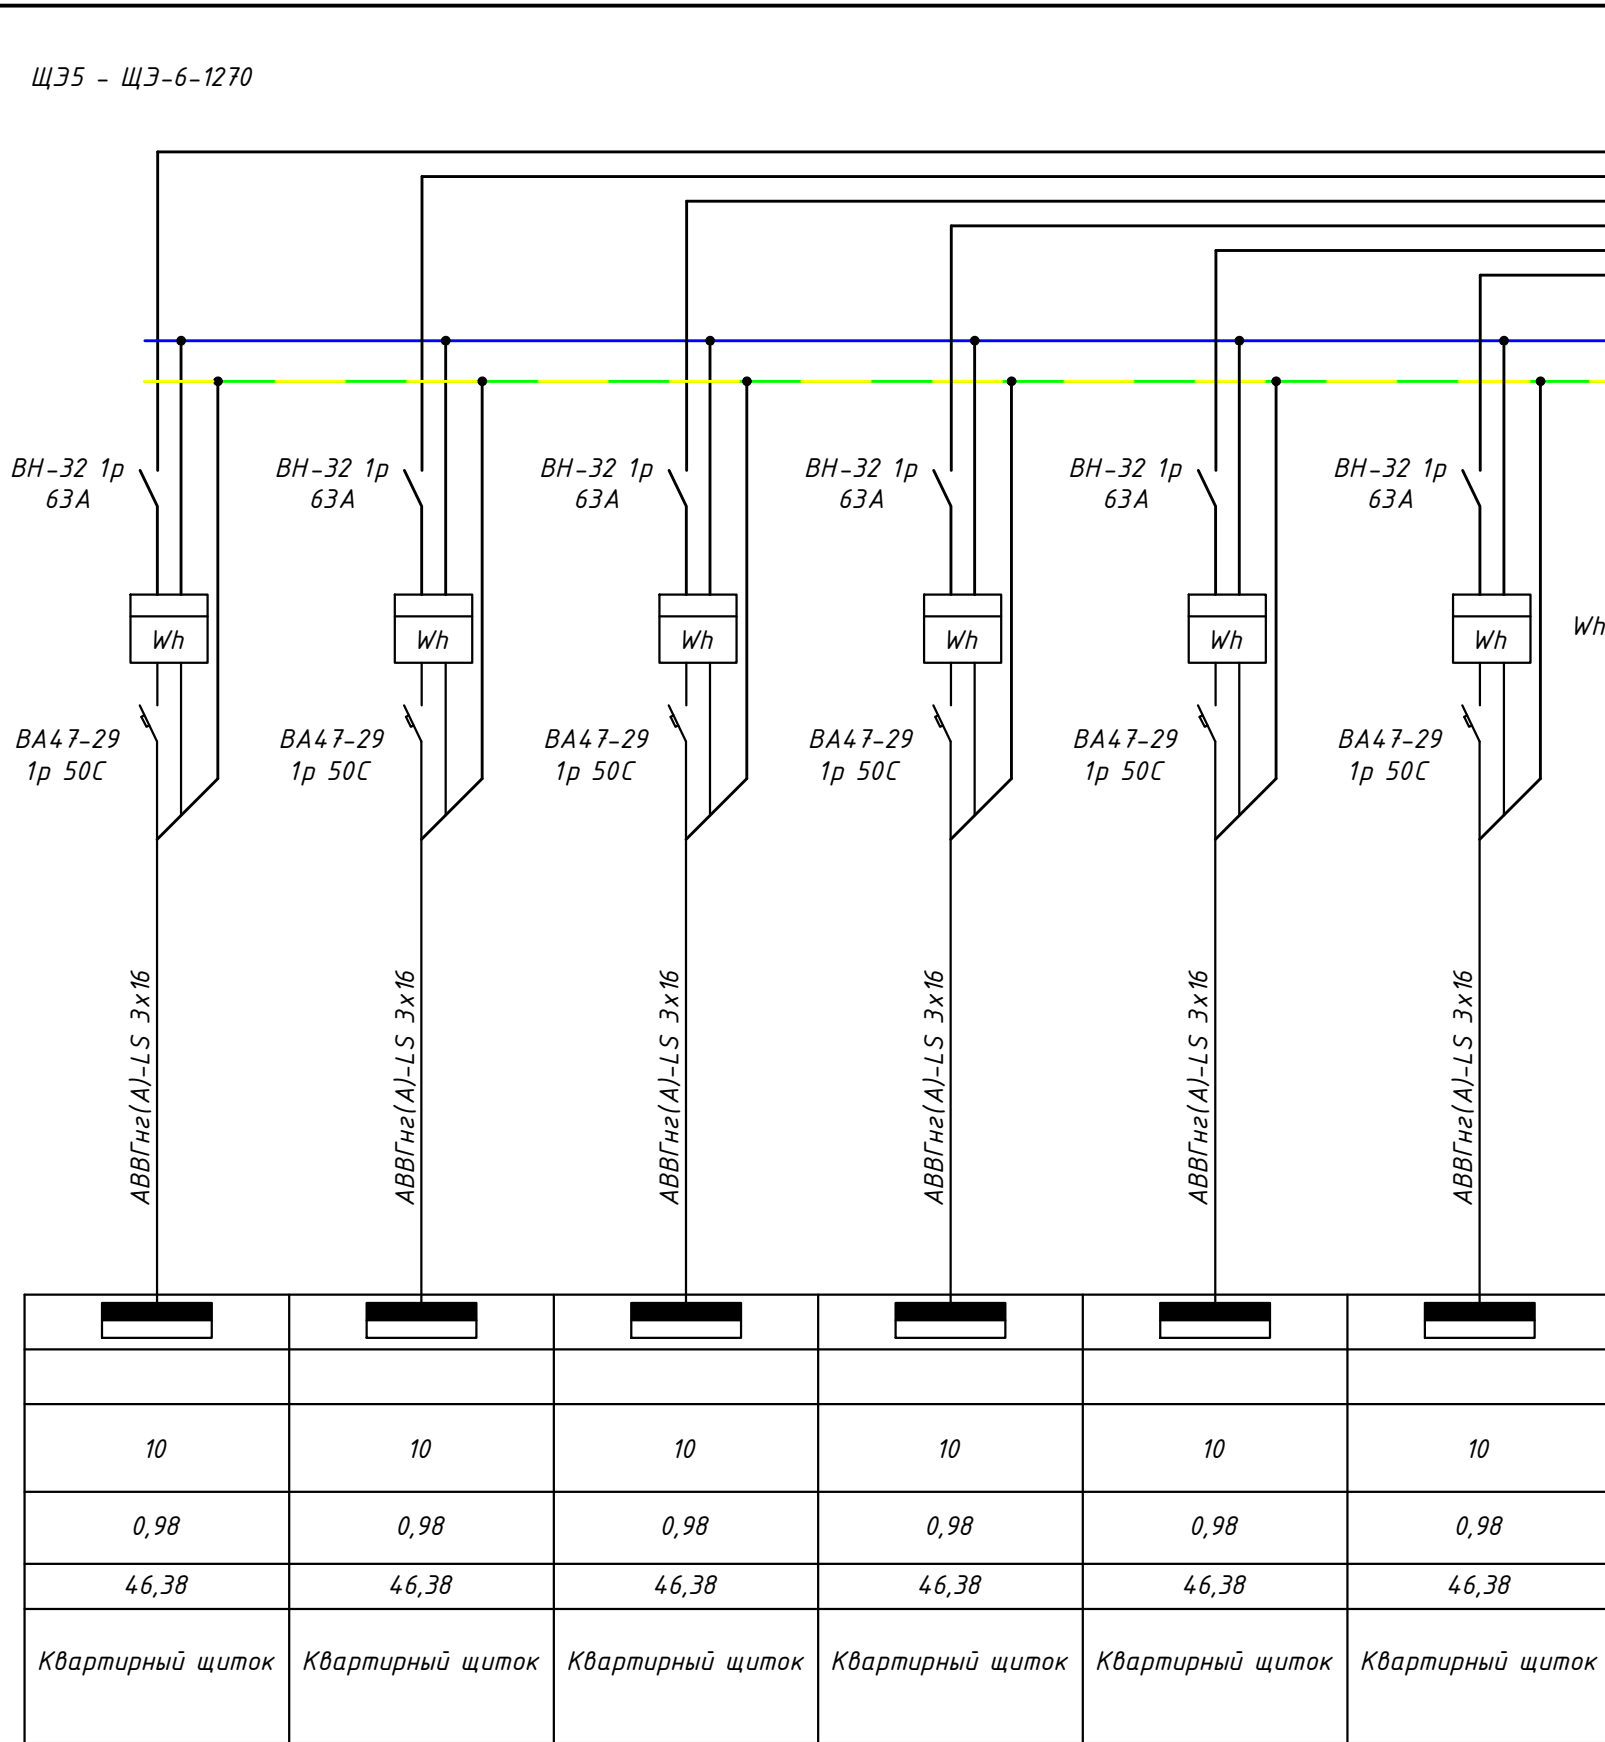 ЩЭ5 - ЩЭ-6-1270
ВН-32 1р
63А
ВН-32 1р
63А
ВН-32 1р
63А
ВН-32 1р
63А
ВН-32 1р
63А
ВН-32 1р
63А
Wh
Wh
Wh
Wh
Wh
Wh
Wh
ВА47-29
1р 50С
ВА47-29
1р 50С
ВА47-29
1р 50С
ВА47-29
1р 50С
ВА47-29
1р 50С
ВА47-29
1р 50С
АВВГнг(А)-LS 3х16
АВВГнг(А)-LS 3х16
АВВГнг(А)-LS 3х16
АВВГнг(А)-LS 3х16
АВВГнг(А)-LS 3х16
АВВГнг(А)-LS 3х16
10 10 10 10 10 10
0,98 0,98 0,98 0,98 0,98 0,98
46,38 46,38 46,38 46,38 46,38 46,38
Квартирный щиток Квартирный щиток Квартирный щиток Квартирный щиток Квартирный щиток Квартирный щиток